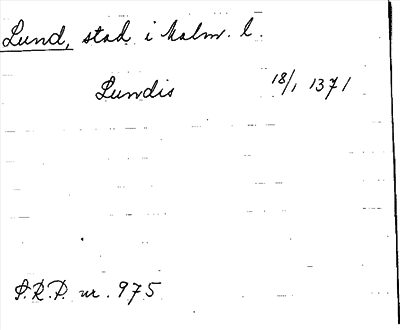 Lund, stad i Malm. l.
Lundis 18/1 1371
S.R.P. nr. 975